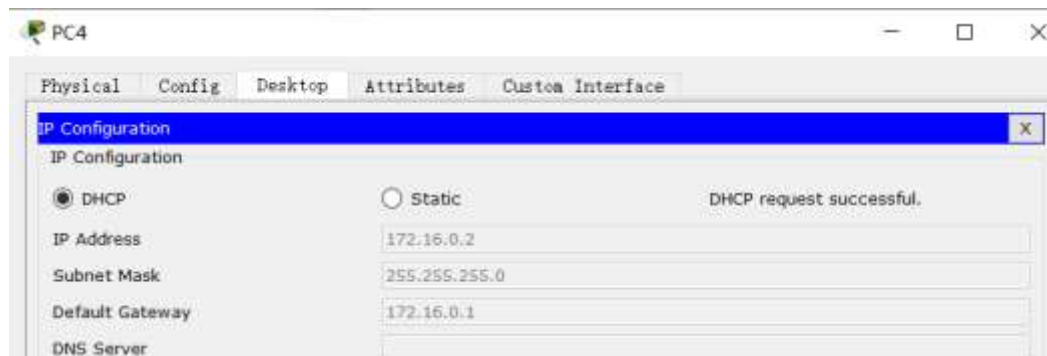 PC4
Physical Config Desktop Attributes Custom Interface
IP Configuration X
IP Configuration
DHCP Static DHCP request successful.
IP Address 172.16.0.2
Subnet Mask 255.255.255.0
Default Gateway 172.16.0.1
DNS Server